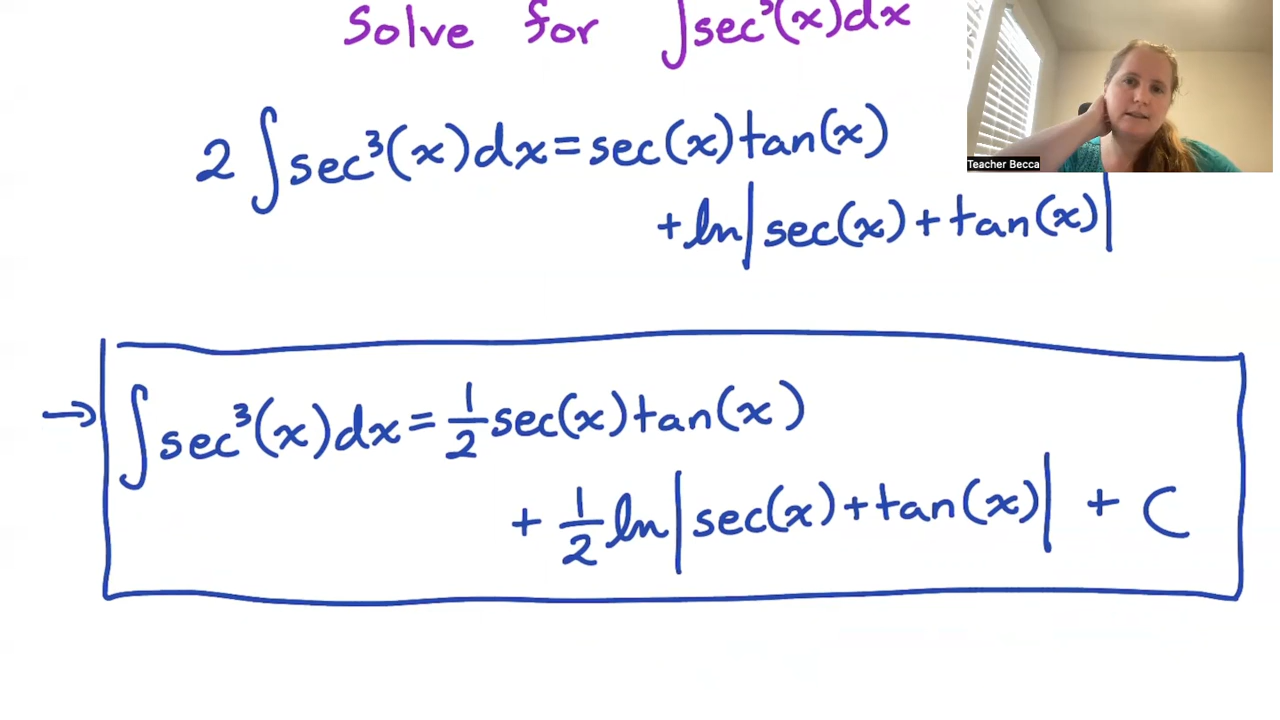 Solve for ∫sec³(x)dx
Teacher Becca
2 ∫sec³(x)dx=sec(x)tan(x)
+ln|sec(x)+tan(x)|
→ ∫sec³(x)dx=1/2 sec(x)tan(x)
+ 1/2 ln|sec(x)+tan(x)| + C